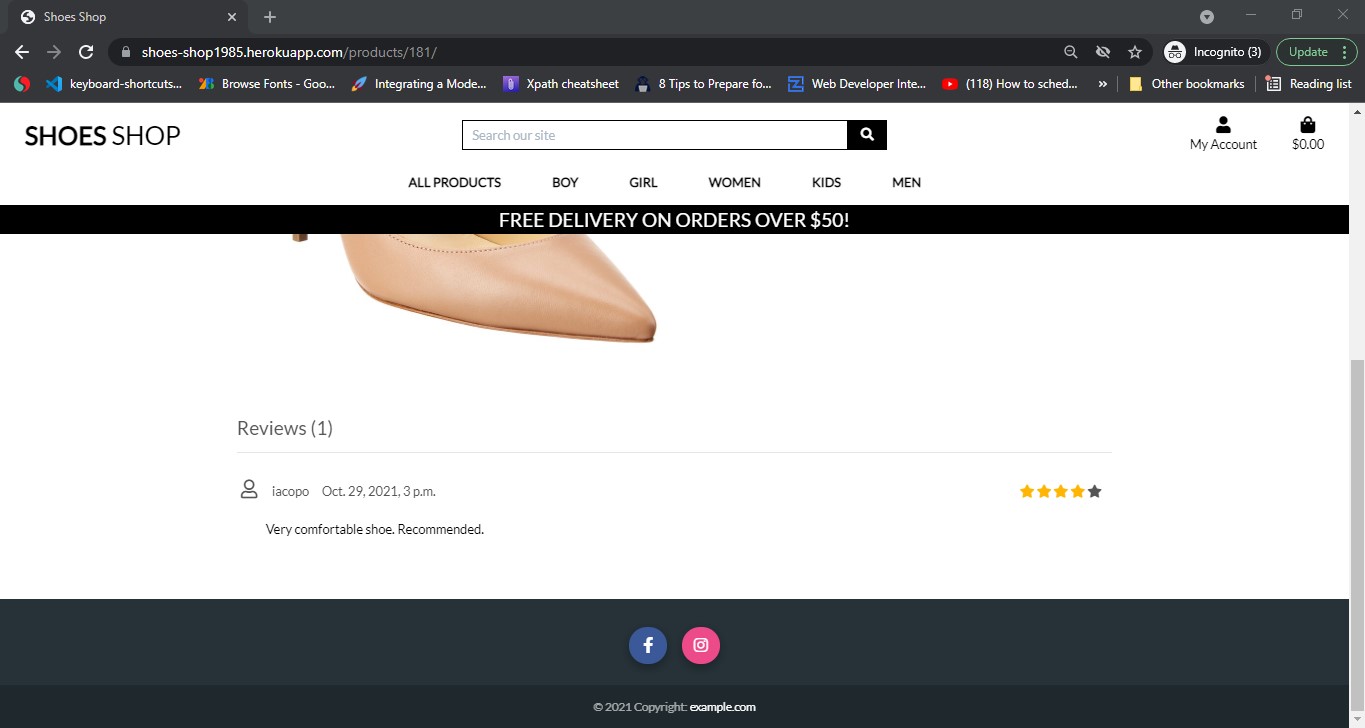 Shoes Shop
shoes-shop1985.herokuapp.com/products/181/
Incognito (3)
Update
keyboard-shortcuts...
Browse Fonts - Goo...
Integrating a Mode...
Xpath cheatsheet
8 Tips to Prepare fo...
Web Developer Inte...
(118) How to sched...
»
Other bookmarks
Reading list
SHOES SHOP
Search our site
My Account
$0.00
ALL PRODUCTS
BOY
GIRL
WOMEN
KIDS
MEN
FREE DELIVERY ON ORDERS OVER $50!
Reviews (1)
iacopo Oct. 29, 2021, 3 p.m.
Very comfortable shoe. Recommended.
© 2021 Copyright: example.com